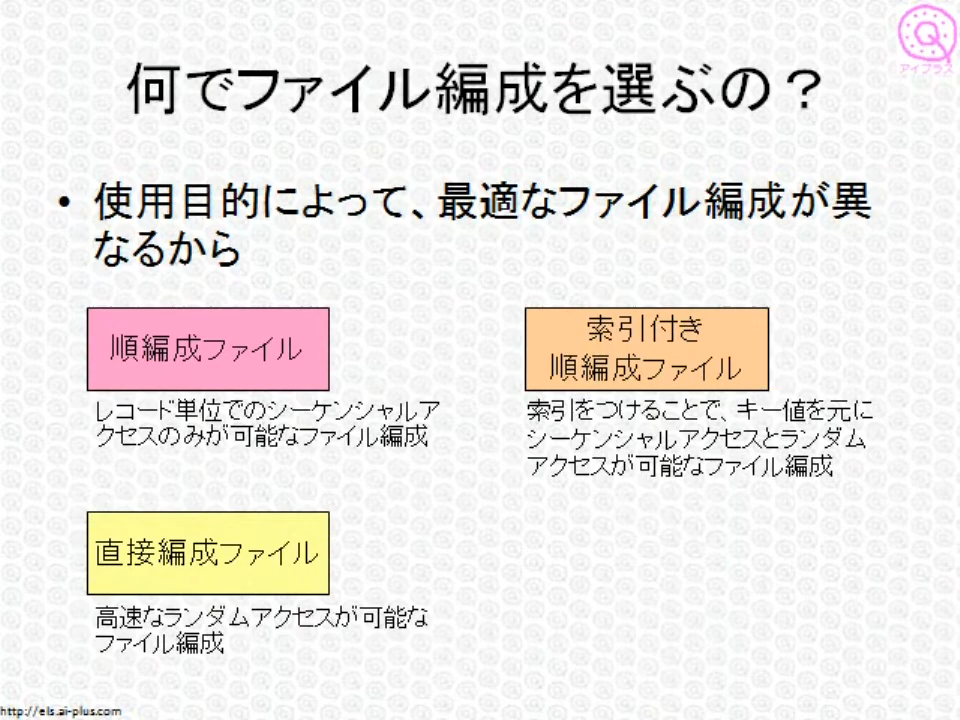 アイプラス
何でファイル編成を選ぶの？
・ 使用目的によって、最適なファイル編成が異
なるから
順編成ファイル
レコード単位でのシーケンシャルア
クセスのみが可能なファイル編成
索引付き
順編成ファイル
索引をつけることで、キー値を元に
シーケンシャルアクセスとランダム
アクセスが可能なファイル編成
直接編成ファイル
高速なランダムアクセスが可能な
ファイル編成
http://els.ai-plus.com